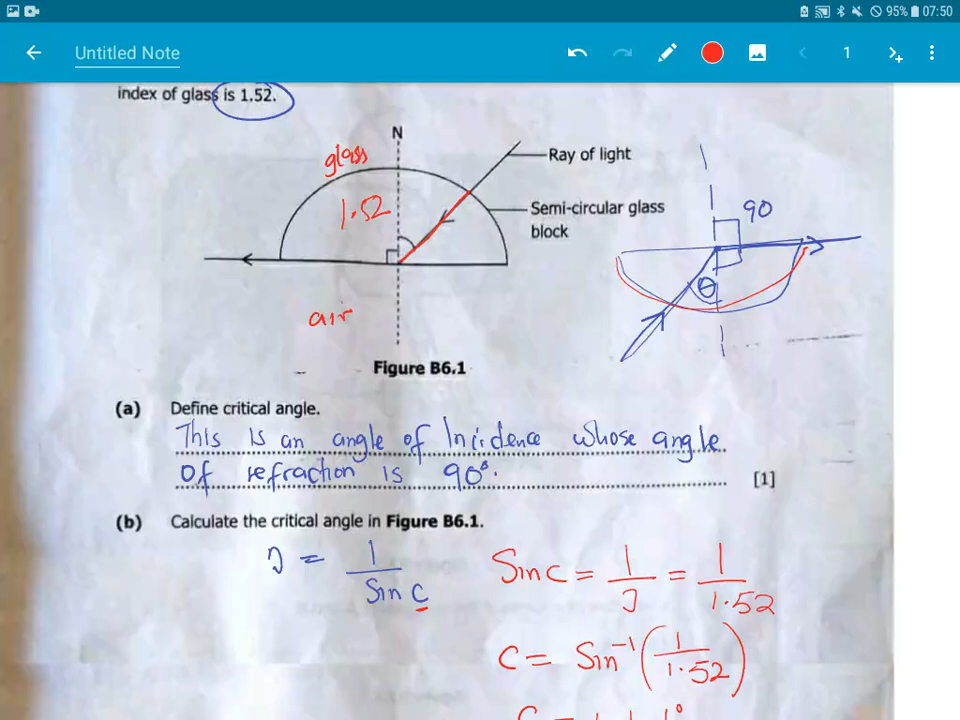 95% 07:50
Untitled Note
1
index of glass is 1.52.
N
glass
Ray of light
1.52
Semi-circular glass
block
90
θ
air
Figure B6.1
(a) Define critical angle.
This is an angle of Incidence whose angle
of refraction is 90°.
[1]
(b) Calculate the critical angle in Figure B6.1.
η = 1 / Sin c
Sin c = 1 / η = 1 / 1.52
C = Sin⁻¹ (1 / 1.52)